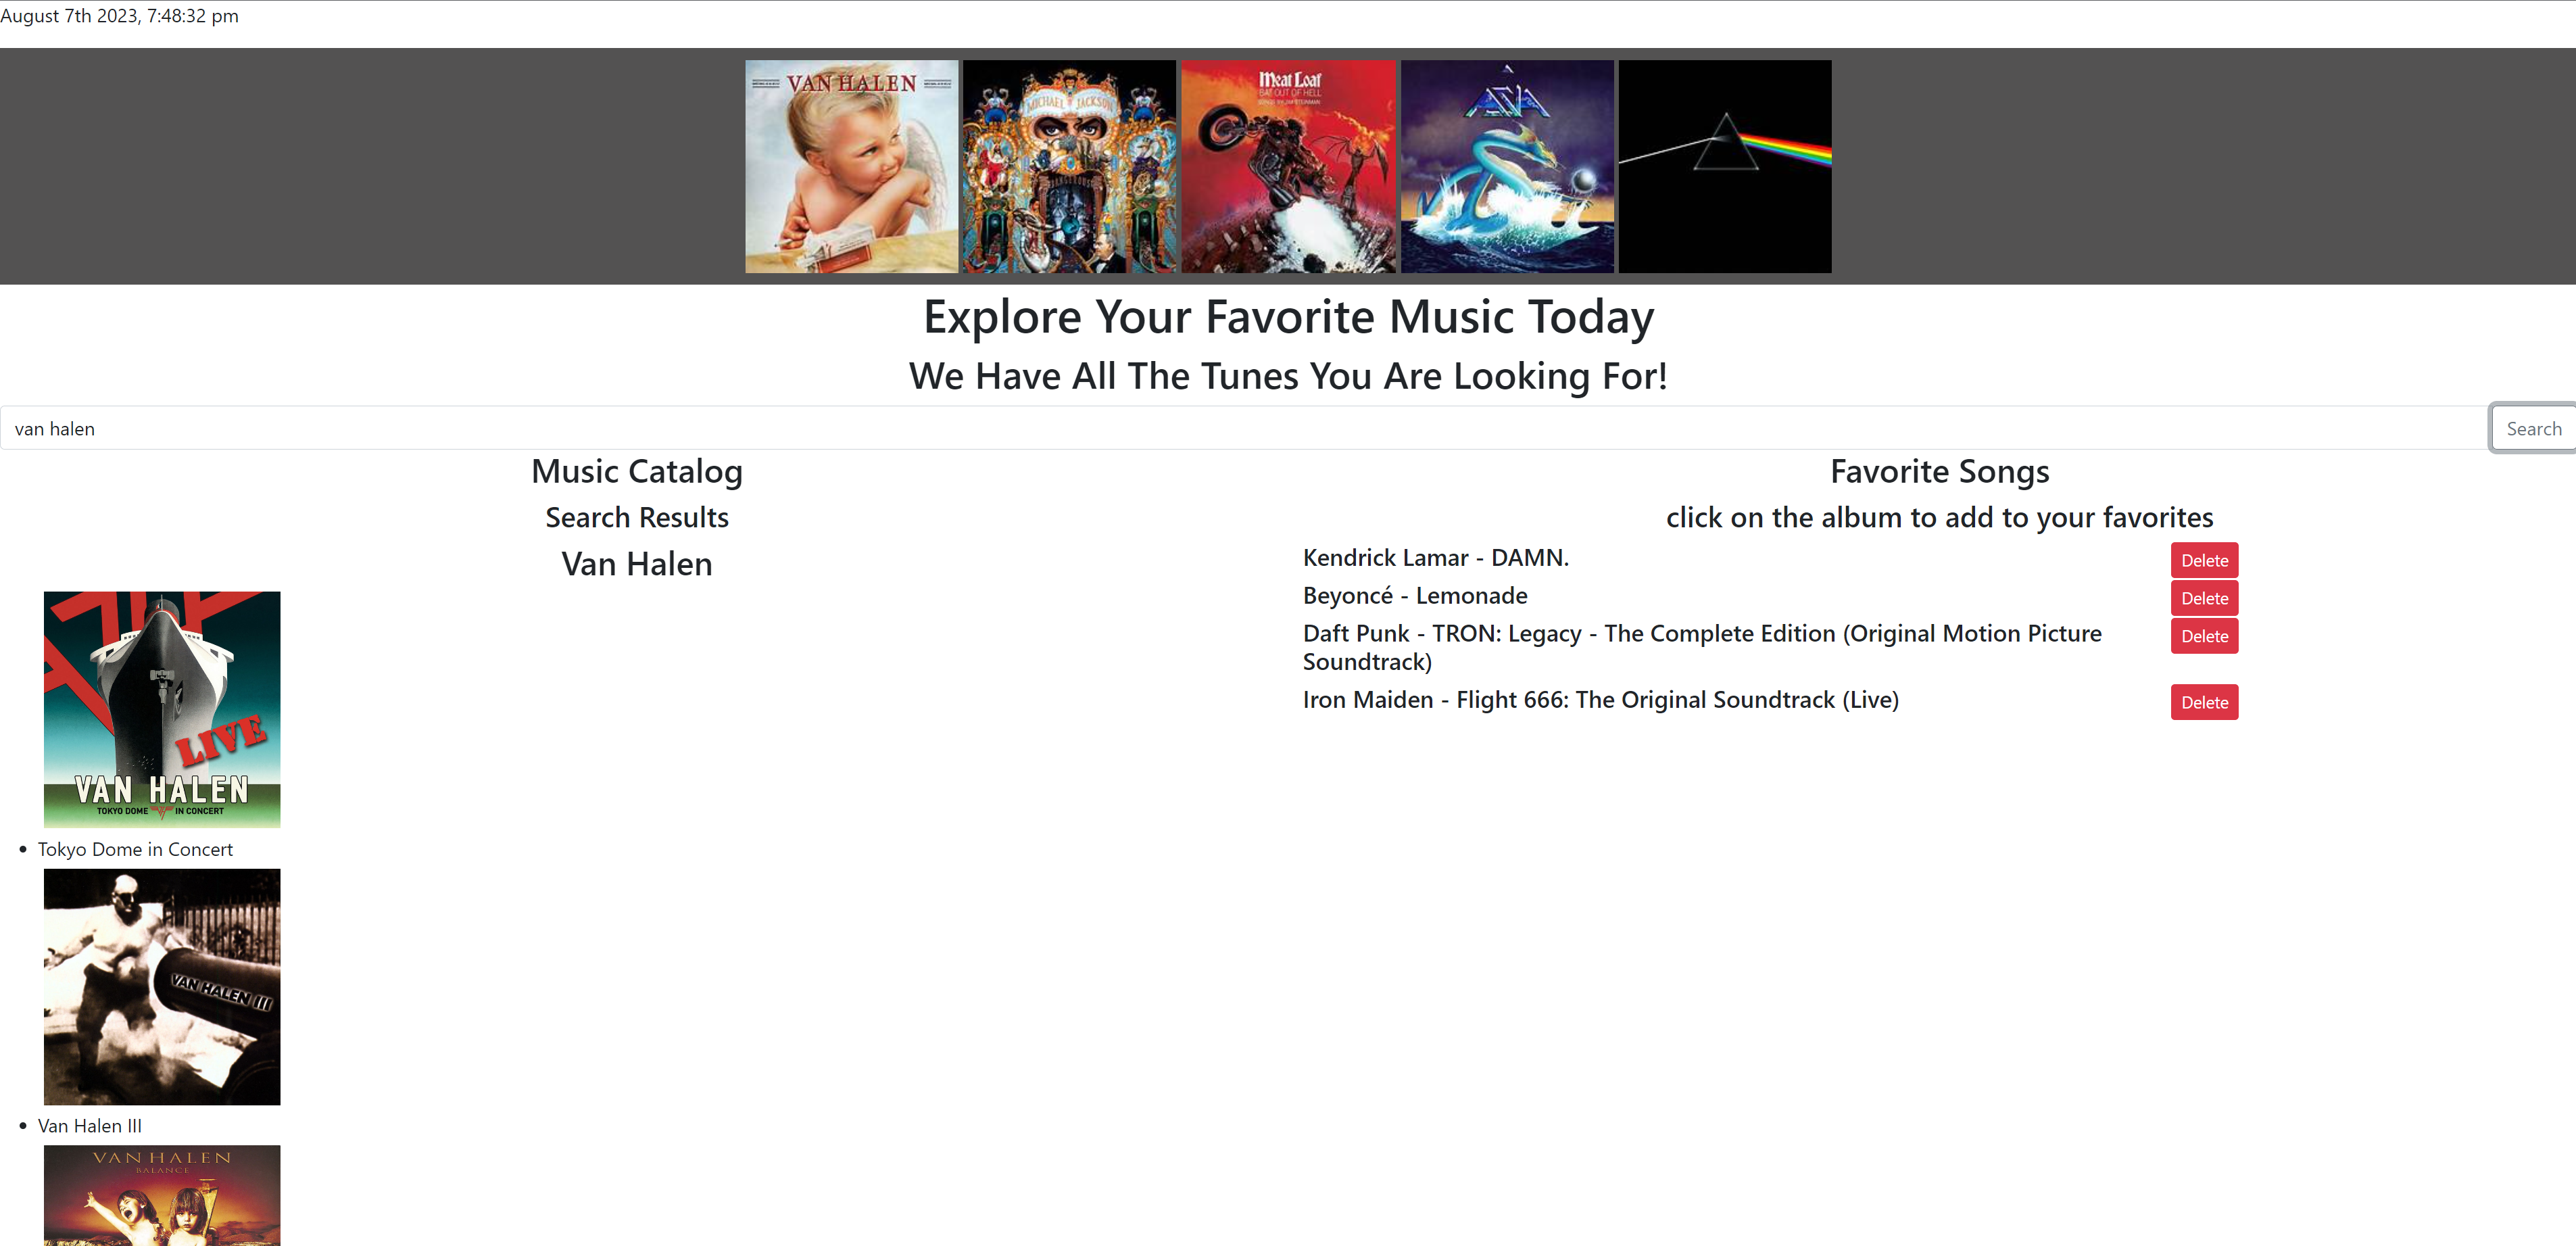 August 7th 2023, 7:48:32 pm
VAN HALEN
MICHAEL JACKSON
DANGEROUS
Meat Loaf
BAT OUT OF HELL
SONGS BY JIM STEINMAN
ASIA
Explore Your Favorite Music Today
We Have All The Tunes You Are Looking For!
van halen
Search
Music Catalog
Search Results
Van Halen
LIVE
VAN HALEN
TOKYO DOME IN CONCERT
Tokyo Dome in Concert
VAN HALEN III
Van Halen III
VAN HALEN
BALANCE
Favorite Songs
click on the album to add to your favorites
Kendrick Lamar - DAMN.
Delete
Beyoncé - Lemonade
Delete
Daft Punk - TRON: Legacy - The Complete Edition (Original Motion Picture
Soundtrack)
Delete
Iron Maiden - Flight 666: The Original Soundtrack (Live)
Delete